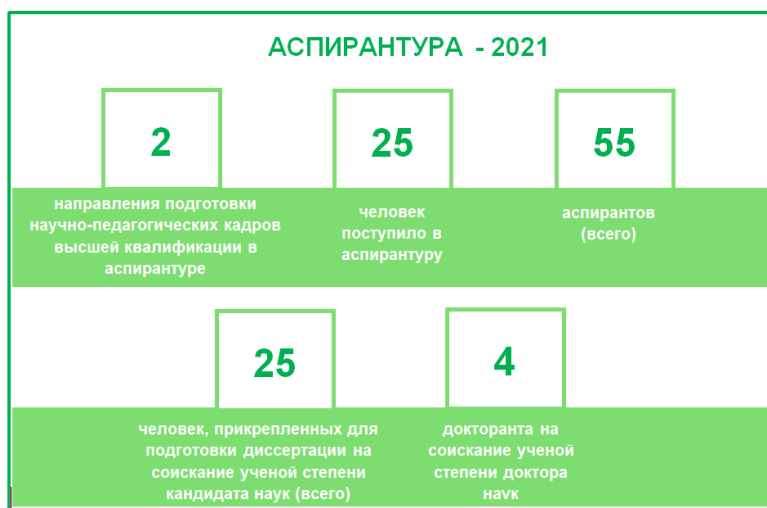 АСПИРАНТУРА - 2021
2
25
55
направления подготовки
научно-педагогических кадров
высшей квалификации в
аспирантуре
человек
поступило в
аспирантуру
аспирантов
(всего)
25
4
человек, прикрепленных для
подготовки диссертации на
соискание ученой степени
кандидата наук (всего)
докторанта на
соискание ученой
степени доктора
наук